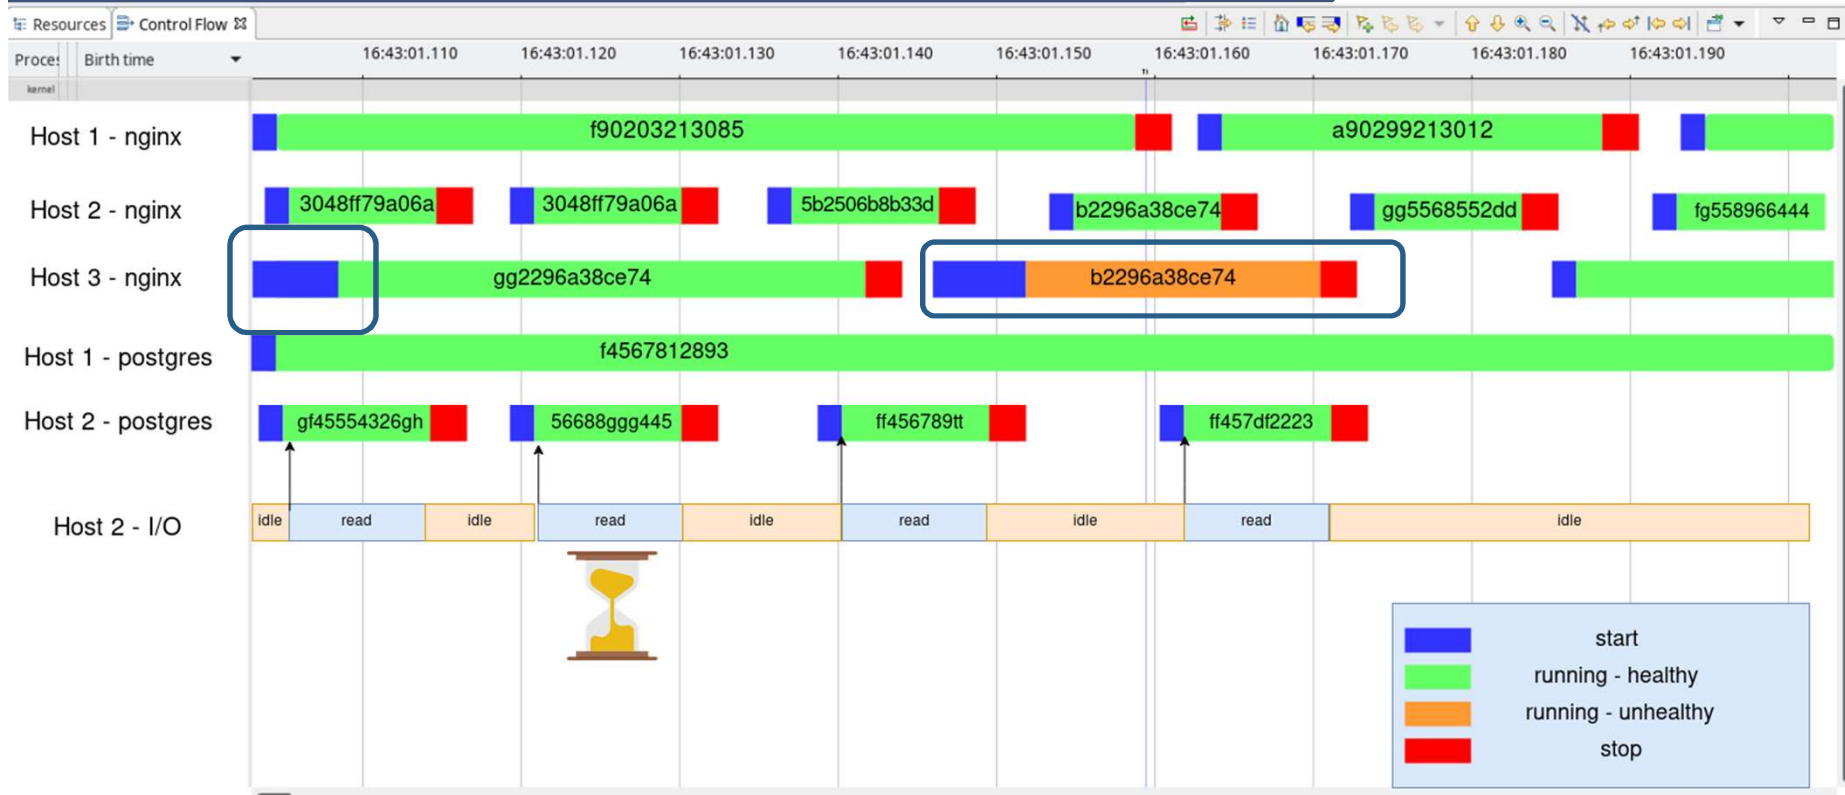 Resources Control Flow
Proces Birth time 16:43:01.110 16:43:01.120 16:43:01.130 16:43:01.140 16:43:01.150 16:43:01.160 16:43:01.170 16:43:01.180 16:43:01.190
kernel
Host 1 - nginx f90203213085 a90299213012
Host 2 - nginx 3048ff79a06a 3048ff79a06a 5b2506b8b33d b2296a38ce74 gg5568552dd fg558966444
Host 3 - nginx gg2296a38ce74 b2296a38ce74
Host 1 - postgres f4567812893
Host 2 - postgres gf45554326gh 56688ggg445 ff456789tt ff457df2223
Host 2 - I/O idle read idle read idle read idle read idle
start
running - healthy
running - unhealthy
stop